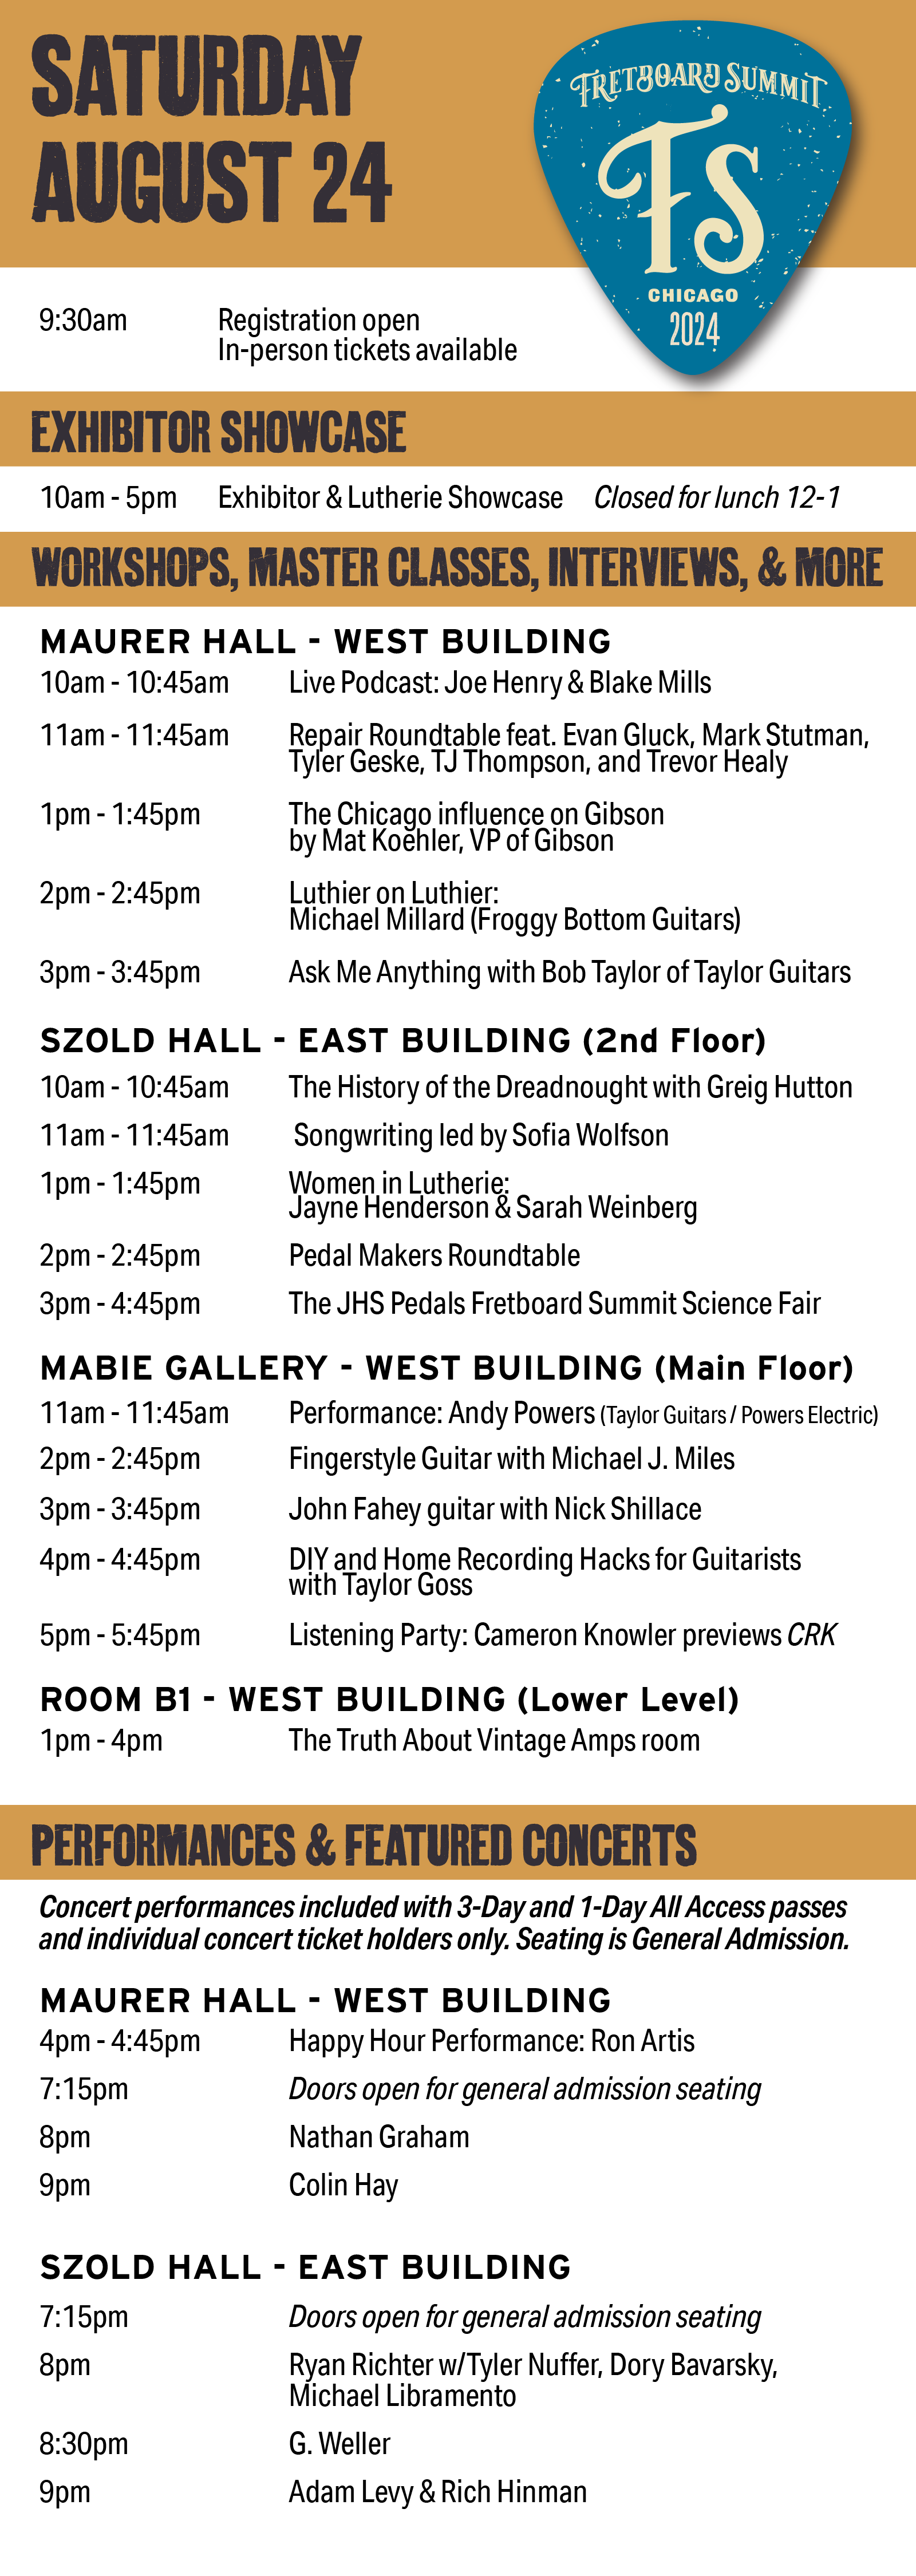 SATURDAY
AUGUST 24
FRETBOARD SUMMIT
FS
CHICAGO
2024
9:30am Registration open
In-person tickets available
EXHIBITOR SHOWCASE
10am - 5pm Exhibitor & Lutherie Showcase Closed for lunch 12-1
WORKSHOPS, MASTER CLASSES, INTERVIEWS, & MORE
MAURER HALL - WEST BUILDING
10am - 10:45am Live Podcast: Joe Henry & Blake Mills
11am - 11:45am Repair Roundtable feat. Evan Gluck, Mark Stutman,
Tyler Geske, TJ Thompson, and Trevor Healy
1pm - 1:45pm The Chicago influence on Gibson
by Mat Koehler, VP of Gibson
2pm - 2:45pm Luthier on Luthier:
Michael Millard (Froggy Bottom Guitars)
3pm - 3:45pm Ask Me Anything with Bob Taylor of Taylor Guitars
SZOLD HALL - EAST BUILDING (2nd Floor)
10am - 10:45am The History of the Dreadnought with Greig Hutton
11am - 11:45am Songwriting led by Sofia Wolfson
1pm - 1:45pm Women in Lutherie:
Jayne Henderson & Sarah Weinberg
2pm - 2:45pm Pedal Makers Roundtable
3pm - 4:45pm The JHS Pedals Fretboard Summit Science Fair
MABIE GALLERY - WEST BUILDING (Main Floor)
11am - 11:45am Performance: Andy Powers (Taylor Guitars / Powers Electric)
2pm - 2:45pm Fingerstyle Guitar with Michael J. Miles
3pm - 3:45pm John Fahey guitar with Nick Shillace
4pm - 4:45pm DIY and Home Recording Hacks for Guitarists
with Taylor Goss
5pm - 5:45pm Listening Party: Cameron Knowler previews CRK
ROOM B1 - WEST BUILDING (Lower Level)
1pm - 4pm The Truth About Vintage Amps room
PERFORMANCES & FEATURED CONCERTS
Concert performances included with 3-Day and 1-Day All Access passes
and individual concert ticket holders only. Seating is General Admission.
MAURER HALL - WEST BUILDING
4pm - 4:45pm Happy Hour Performance: Ron Artis
7:15pm Doors open for general admission seating
8pm Nathan Graham
9pm Colin Hay
SZOLD HALL - EAST BUILDING
7:15pm Doors open for general admission seating
8pm Ryan Richter w/Tyler Nuffer, Dory Bavarsky,
Michael Libramento
8:30pm G. Weller
9pm Adam Levy & Rich Hinman